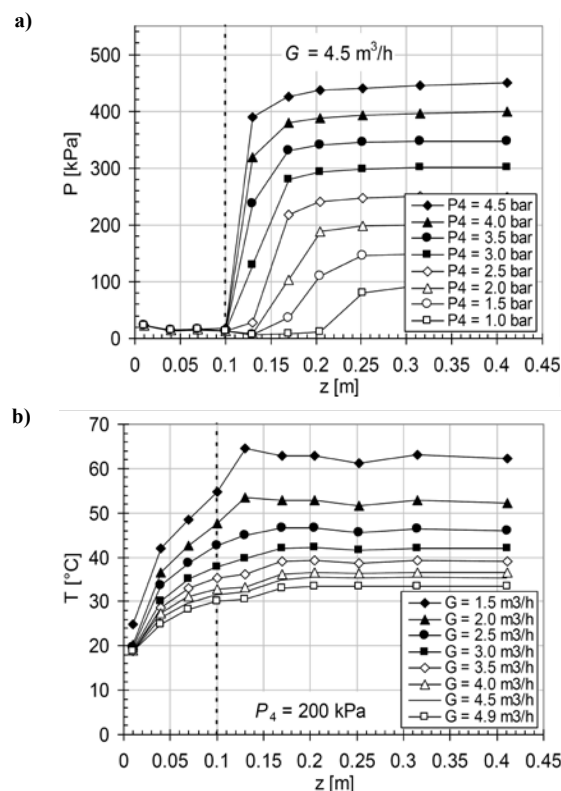 a)
G = 4.5 m³/h
P [kPa]
500
400
300
200
100
0
P4 = 4.5 bar
P4 = 4.0 bar
P4 = 3.5 bar
P4 = 3.0 bar
P4 = 2.5 bar
P4 = 2.0 bar
P4 = 1.5 bar
P4 = 1.0 bar
0 0.05 0.1 0.15 0.2 0.25 0.3 0.35 0.4 0.45
z [m]
b)
T [°C]
70
60
50
40
30
20
10
0
G = 1.5 m3/h
G = 2.0 m3/h
G = 2.5 m3/h
G = 3.0 m3/h
G = 3.5 m3/h
G = 4.0 m3/h
G = 4.5 m3/h
G = 4.9 m3/h
P₄ = 200 kPa
0 0.05 0.1 0.15 0.2 0.25 0.3 0.35 0.4 0.45
z [m]